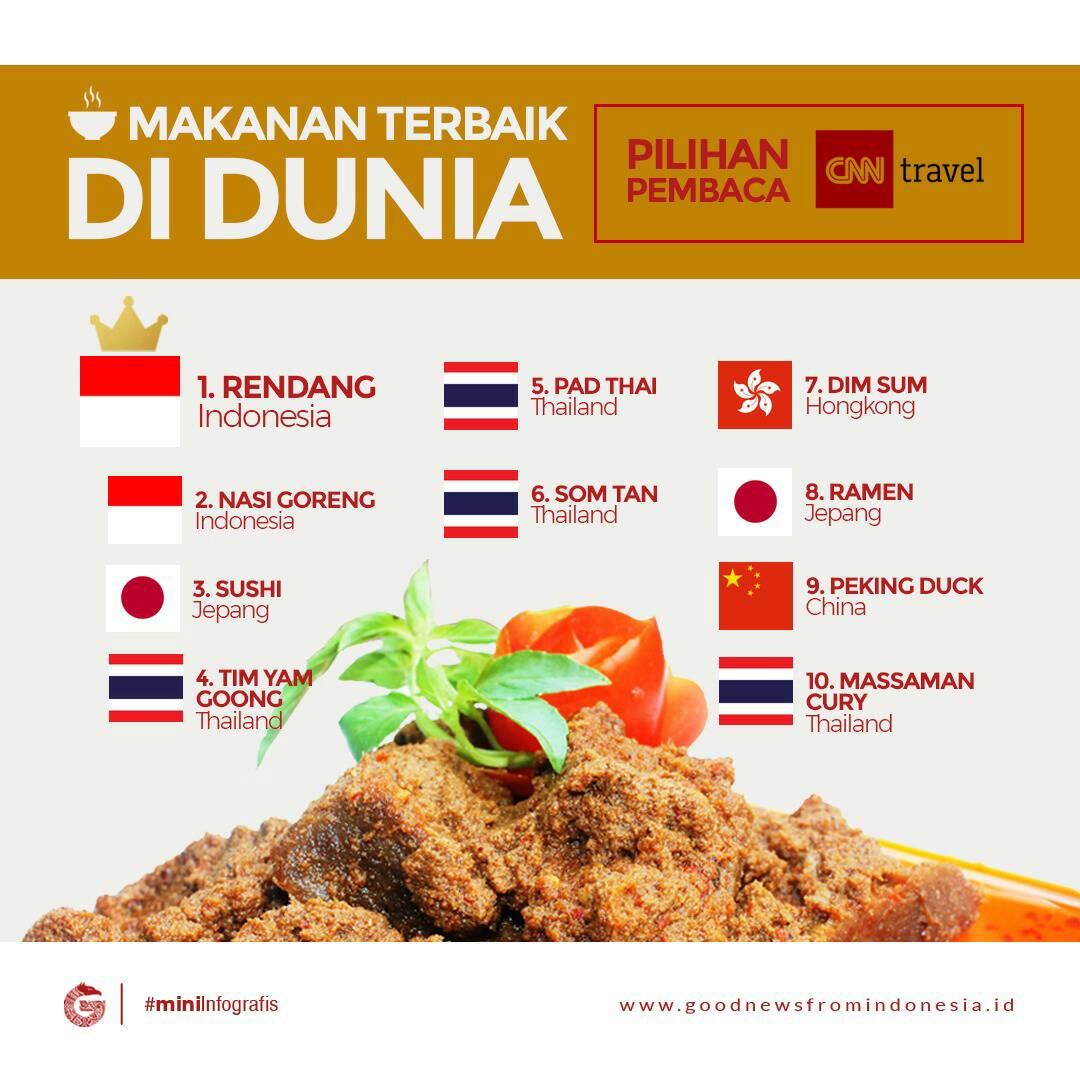 MAKANAN TERBAIK
DI DUNIA
PILIHAN
PEMBACA
CNN travel
1. RENDANG
Indonesia
2. NASI GORENG
Indonesia
3. SUSHI
Jepang
4. TIM YAM
GOONG
Thailand
5. PAD THAI
Thailand
6. SOM TAN
Thailand
7. DIM SUM
Hongkong
8. RAMEN
Jepang
9. PEKING DUCK
China
10. MASSAMAN
CURY
Thailand
#miniInfografis
www.goodnewsfromindonesia.id